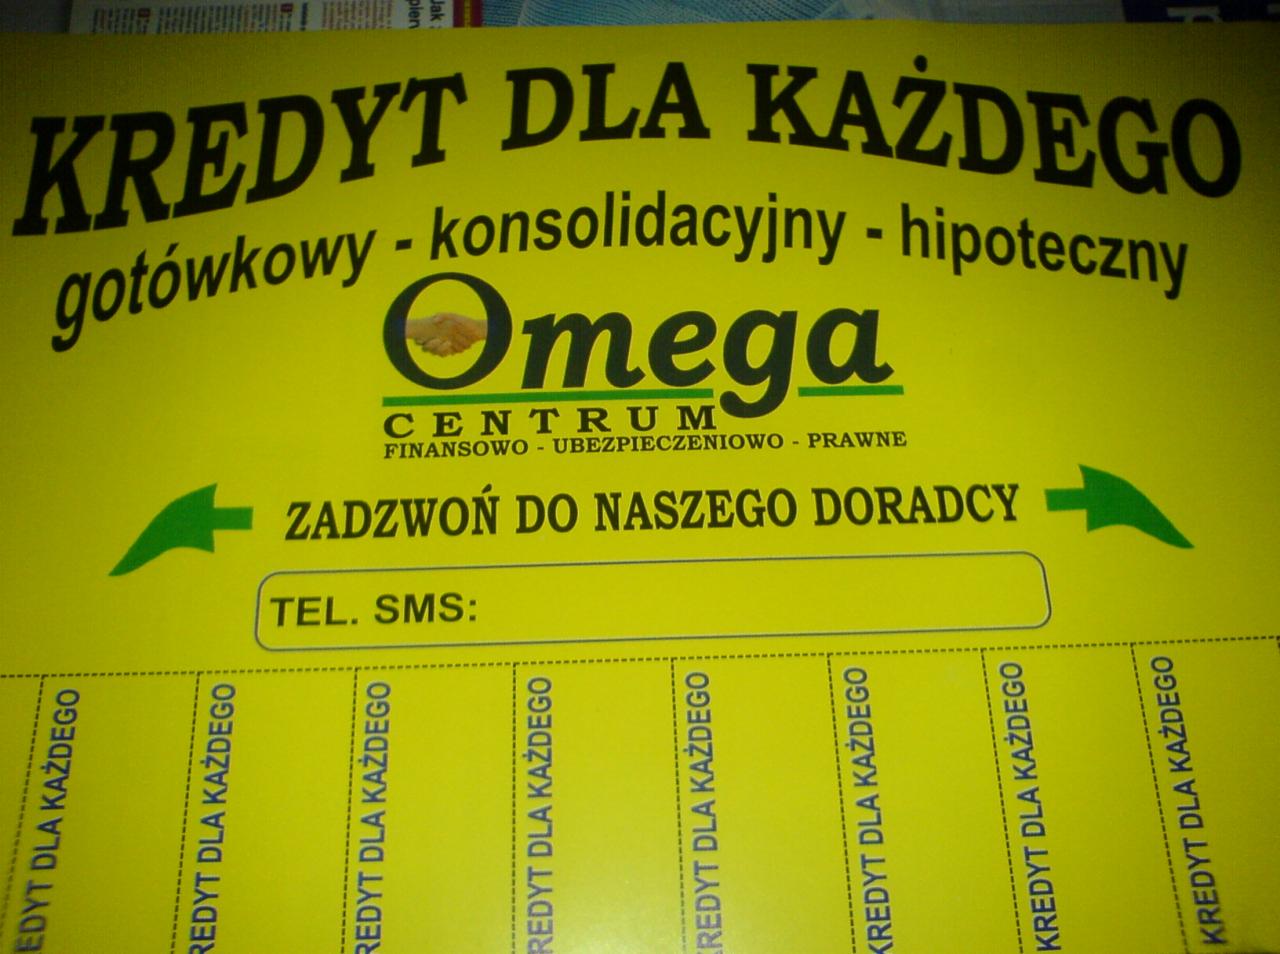 KREDYT DLA KAŻDEGO
gotówkowy - konsolidacyjny - hipoteczny
Omega
CENTRUM
FINANSOWO - UBEZPIECZENIOWO - PRAWNE
ZADZWOŃ DO NASZEGO DORADCY
TEL. SMS:
EDYT DLA KAŻDEGO
REDYT DLA KAŻDEGO
REDYT DLA KAŻDEGO
REDYT DLA KAŻDEGO
REDYT DLA KAŻDEGO
KREDYT DLA KAŻDEGO
KREDYT DLA KAŻDEGO
KREDYT DLA KAŻDEGO